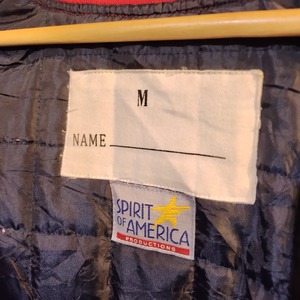 M
NAME
SPIRIT
OF AMERICA
PRODUCTIONS